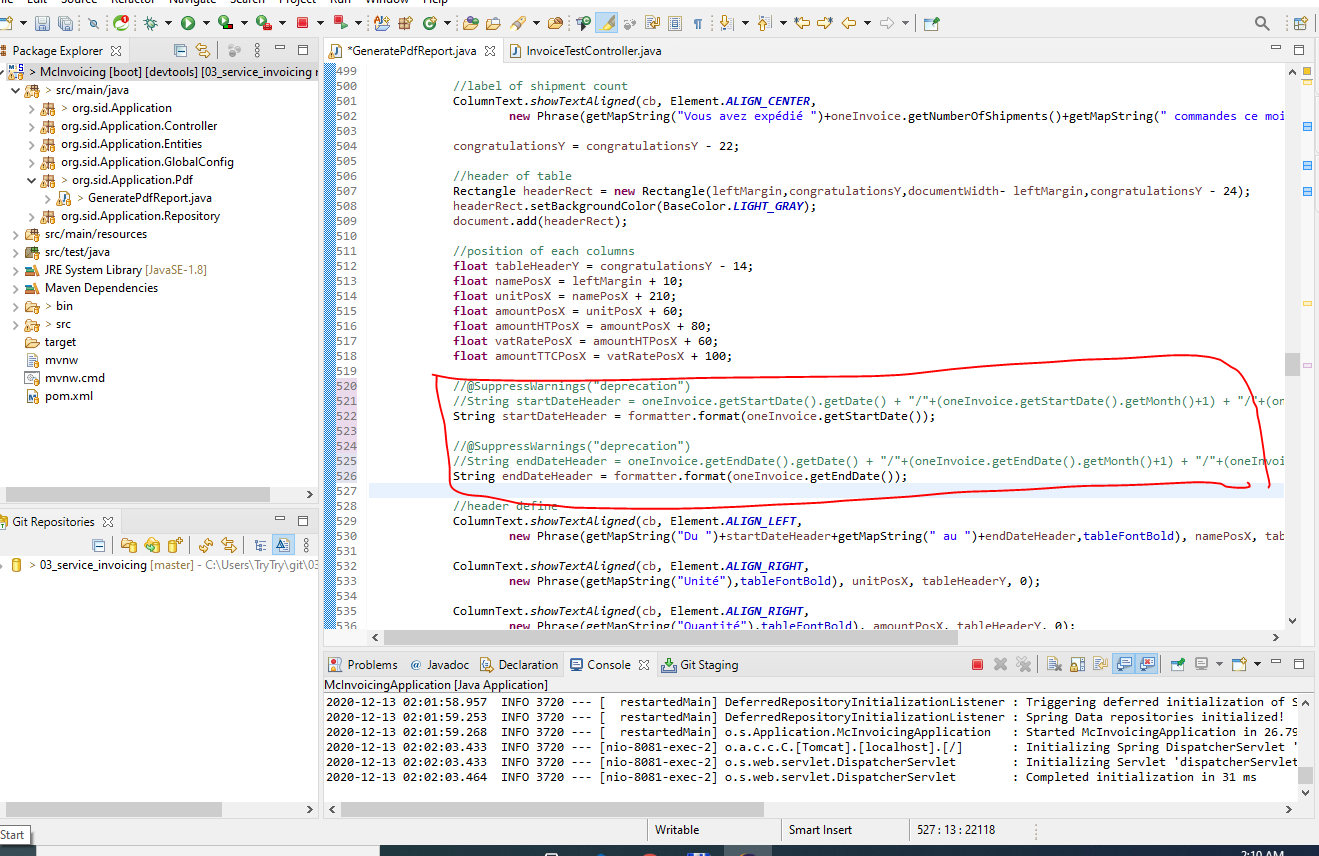 File Edit Source Refactor Navigate Search Project Run Window Help
Package Explorer
*GeneratePdfReport.java
InvoiceTestController.java
> McInvoicing [boot] [devtools] [03_service_invoicing
> src/main/java
> org.sid.Application
org.sid.Application.Controller
org.sid.Application.Entities
org.sid.Application.GlobalConfig
> org.sid.Application.Pdf
> GeneratePdfReport.java
org.sid.Application.Repository
src/main/resources
src/test/java
JRE System Library [JavaSE-1.8]
Maven Dependencies
> bin
> src
target
mvnw
mvnw.cmd
pom.xml
499
500 //label of shipment count
501 ColumnText.showTextAligned(cb, Element.ALIGN_CENTER,
502 new Phrase(getMapString("Vous avez expédié ")+oneInvoice.getNumberOfShipments()+getMapString(" commandes ce moi
503
504 congratulationsY = congratulationsY - 22;
505
506 //header of table
507 Rectangle headerRect = new Rectangle(leftMargin,congratulationsY,documentWidth- leftMargin,congratulationsY - 24);
508 headerRect.setBackgroundColor(BaseColor.LIGHT_GRAY);
509 document.add(headerRect);
510
511 //position of each columns
512 float tableHeaderY = congratulationsY - 14;
513 float namePosX = leftMargin + 10;
514 float unitPosX = namePosX + 210;
515 float amountPosX = unitPosX + 60;
516 float amountHTPosX = amountPosX + 80;
517 float vatRatePosX = amountHTPosX + 60;
518 float amountTTCPosX = vatRatePosX + 100;
519
520 //@SuppressWarnings("deprecation")
521 //String startDateHeader = oneInvoice.getStartDate().getDate() + "/"+(oneInvoice.getStartDate().getMonth()+1) + "/"+(on
522 String startDateHeader = formatter.format(oneInvoice.getStartDate());
523
524 //@SuppressWarnings("deprecation")
525 //String endDateHeader = oneInvoice.getEndDate().getDate() + "/"+(oneInvoice.getEndDate().getMonth()+1) + "/"+(oneInvoi
526 String endDateHeader = formatter.format(oneInvoice.getEndDate());
527
528 //header define
529 ColumnText.showTextAligned(cb, Element.ALIGN_LEFT,
530 new Phrase(getMapString("Du ")+startDateHeader+getMapString(" au ")+endDateHeader,tableFontBold), namePosX, tab
531
532 ColumnText.showTextAligned(cb, Element.ALIGN_RIGHT,
533 new Phrase(getMapString("Unité"),tableFontBold), unitPosX, tableHeaderY, 0);
534
535 ColumnText.showTextAligned(cb, Element.ALIGN_RIGHT,
536 new Phrase(getMapString("Quantité"),tableFontBold), amountPosX, tableHeaderY, 0);
Git Repositories
> 03_service_invoicing [master] - C:\Users\TryTry\git\03
Problems @ Javadoc Declaration Console Git Staging
McInvoicingApplication [Java Application]
2020-12-13 02:01:58.957 INFO 3720 --- [ restartedMain] DeferredRepositoryInitializationListener : Triggering deferred initialization of S
2020-12-13 02:01:59.253 INFO 3720 --- [ restartedMain] DeferredRepositoryInitializationListener : Spring Data repositories initialized!
2020-12-13 02:01:59.268 INFO 3720 --- [ restartedMain] o.s.Application.McInvoicingApplication : Started McInvoicingApplication in 26.79
2020-12-13 02:02:03.433 INFO 3720 --- [nio-8081-exec-2] o.a.c.c.C.[Tomcat].[localhost].[/] : Initializing Spring DispatcherServlet '
2020-12-13 02:02:03.433 INFO 3720 --- [nio-8081-exec-2] o.s.web.servlet.DispatcherServlet : Initializing Servlet 'dispatcherServlet
2020-12-13 02:02:03.464 INFO 3720 --- [nio-8081-exec-2] o.s.web.servlet.DispatcherServlet : Completed initialization in 31 ms
Start
Writable Smart Insert 527 : 13 : 22118
2:10 AM